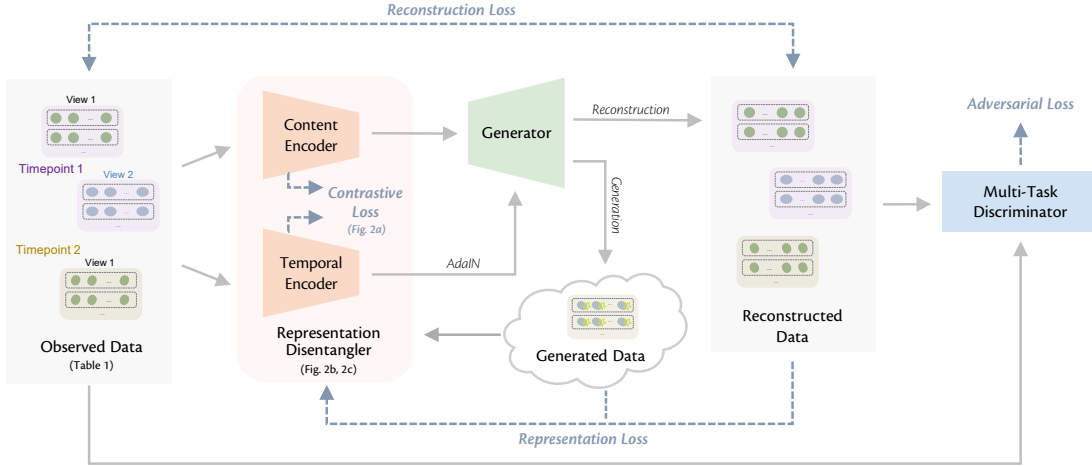 Reconstruction Loss
View 1
Timepoint 1
View 2
Timepoint 2
View 1
Observed Data
(Table 1)
Content
Encoder
Contrastive
Loss
(Fig. 2a)
Temporal
Encoder
Representation
Disentangler
(Fig. 2b, 2c)
Generator
AdaIN
Reconstruction
Generation
Generated Data
Reconstructed
Data
Representation Loss
Adversarial Loss
Multi-Task
Discriminator